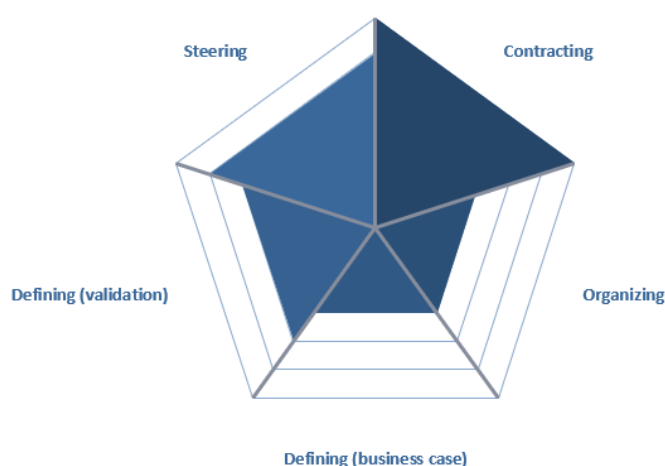 Steering
Contracting
Defining (validation)
Organizing
Defining (business case)